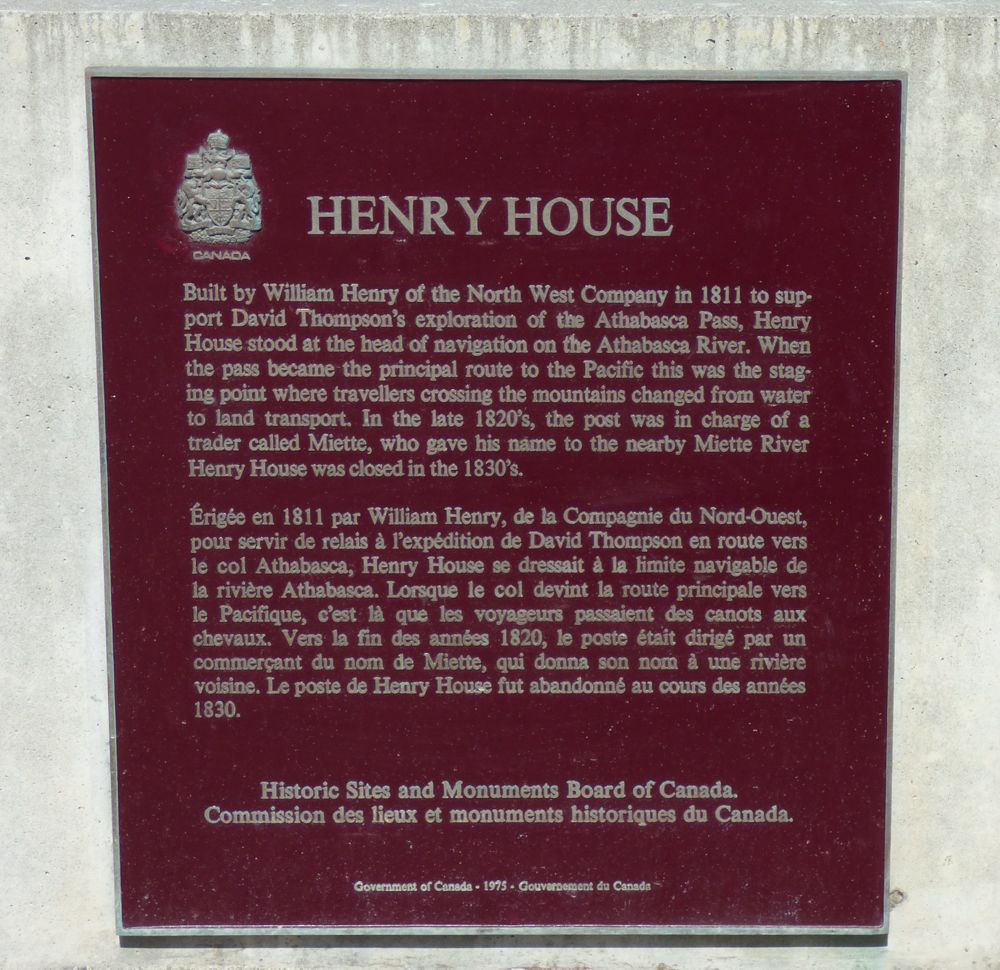 CANADA
HENRY HOUSE
Built by William Henry of the North West Company in 1811 to sup-
port David Thompson's exploration of the Athabasca Pass, Henry
House stood at the head of navigation on the Athabasca River. When
the pass became the principal route to the Pacific this was the stag-
ing point where travellers crossing the mountains changed from water
to land transport. In the late 1820's, the post was in charge of a
trader called Miette, who gave his name to the nearby Miette River
Henry House was closed in the 1830's.
Érigée en 1811 par William Henry, de la Compagnie du Nord-Ouest,
pour servir de relais à l'expédition de David Thompson en route vers
le col Athabasca, Henry House se dressait à la limite navigable de
la rivière Athabasca. Lorsque le col devint la route principale vers
le Pacifique, c'est là que les voyageurs passaient des canots aux
chevaux. Vers la fin des années 1820, le poste était dirigé par un
commerçant du nom de Miette, qui donna son nom à une rivière
voisine. Le poste de Henry House fut abandonné au cours des années
1830.
Historic Sites and Monuments Board of Canada.
Commission des lieux et monuments historiques du Canada.
Government of Canada - 1975 - Gouvernement du Canada